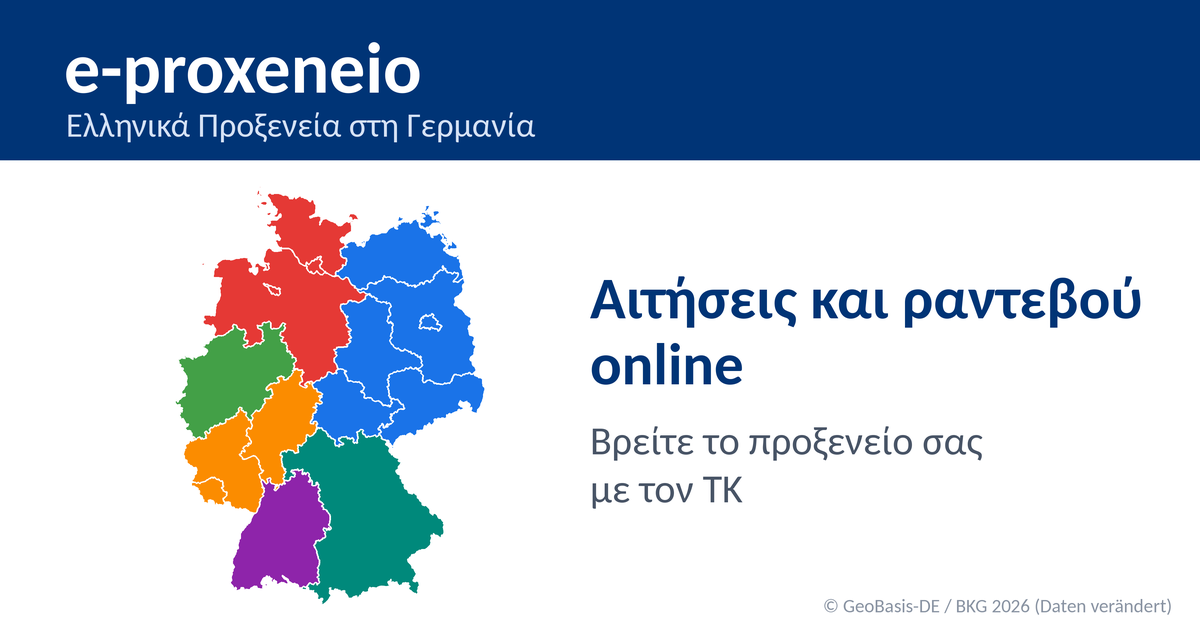 e-proxeneio
Ελληνικά Προξενεία στη Γερμανία
Αιτήσεις και ραντεβού
online
Βρείτε το προξενείο σας
με τον ΤΚ
© GeoBasis-DE / BKG 2026 (Daten verändert)